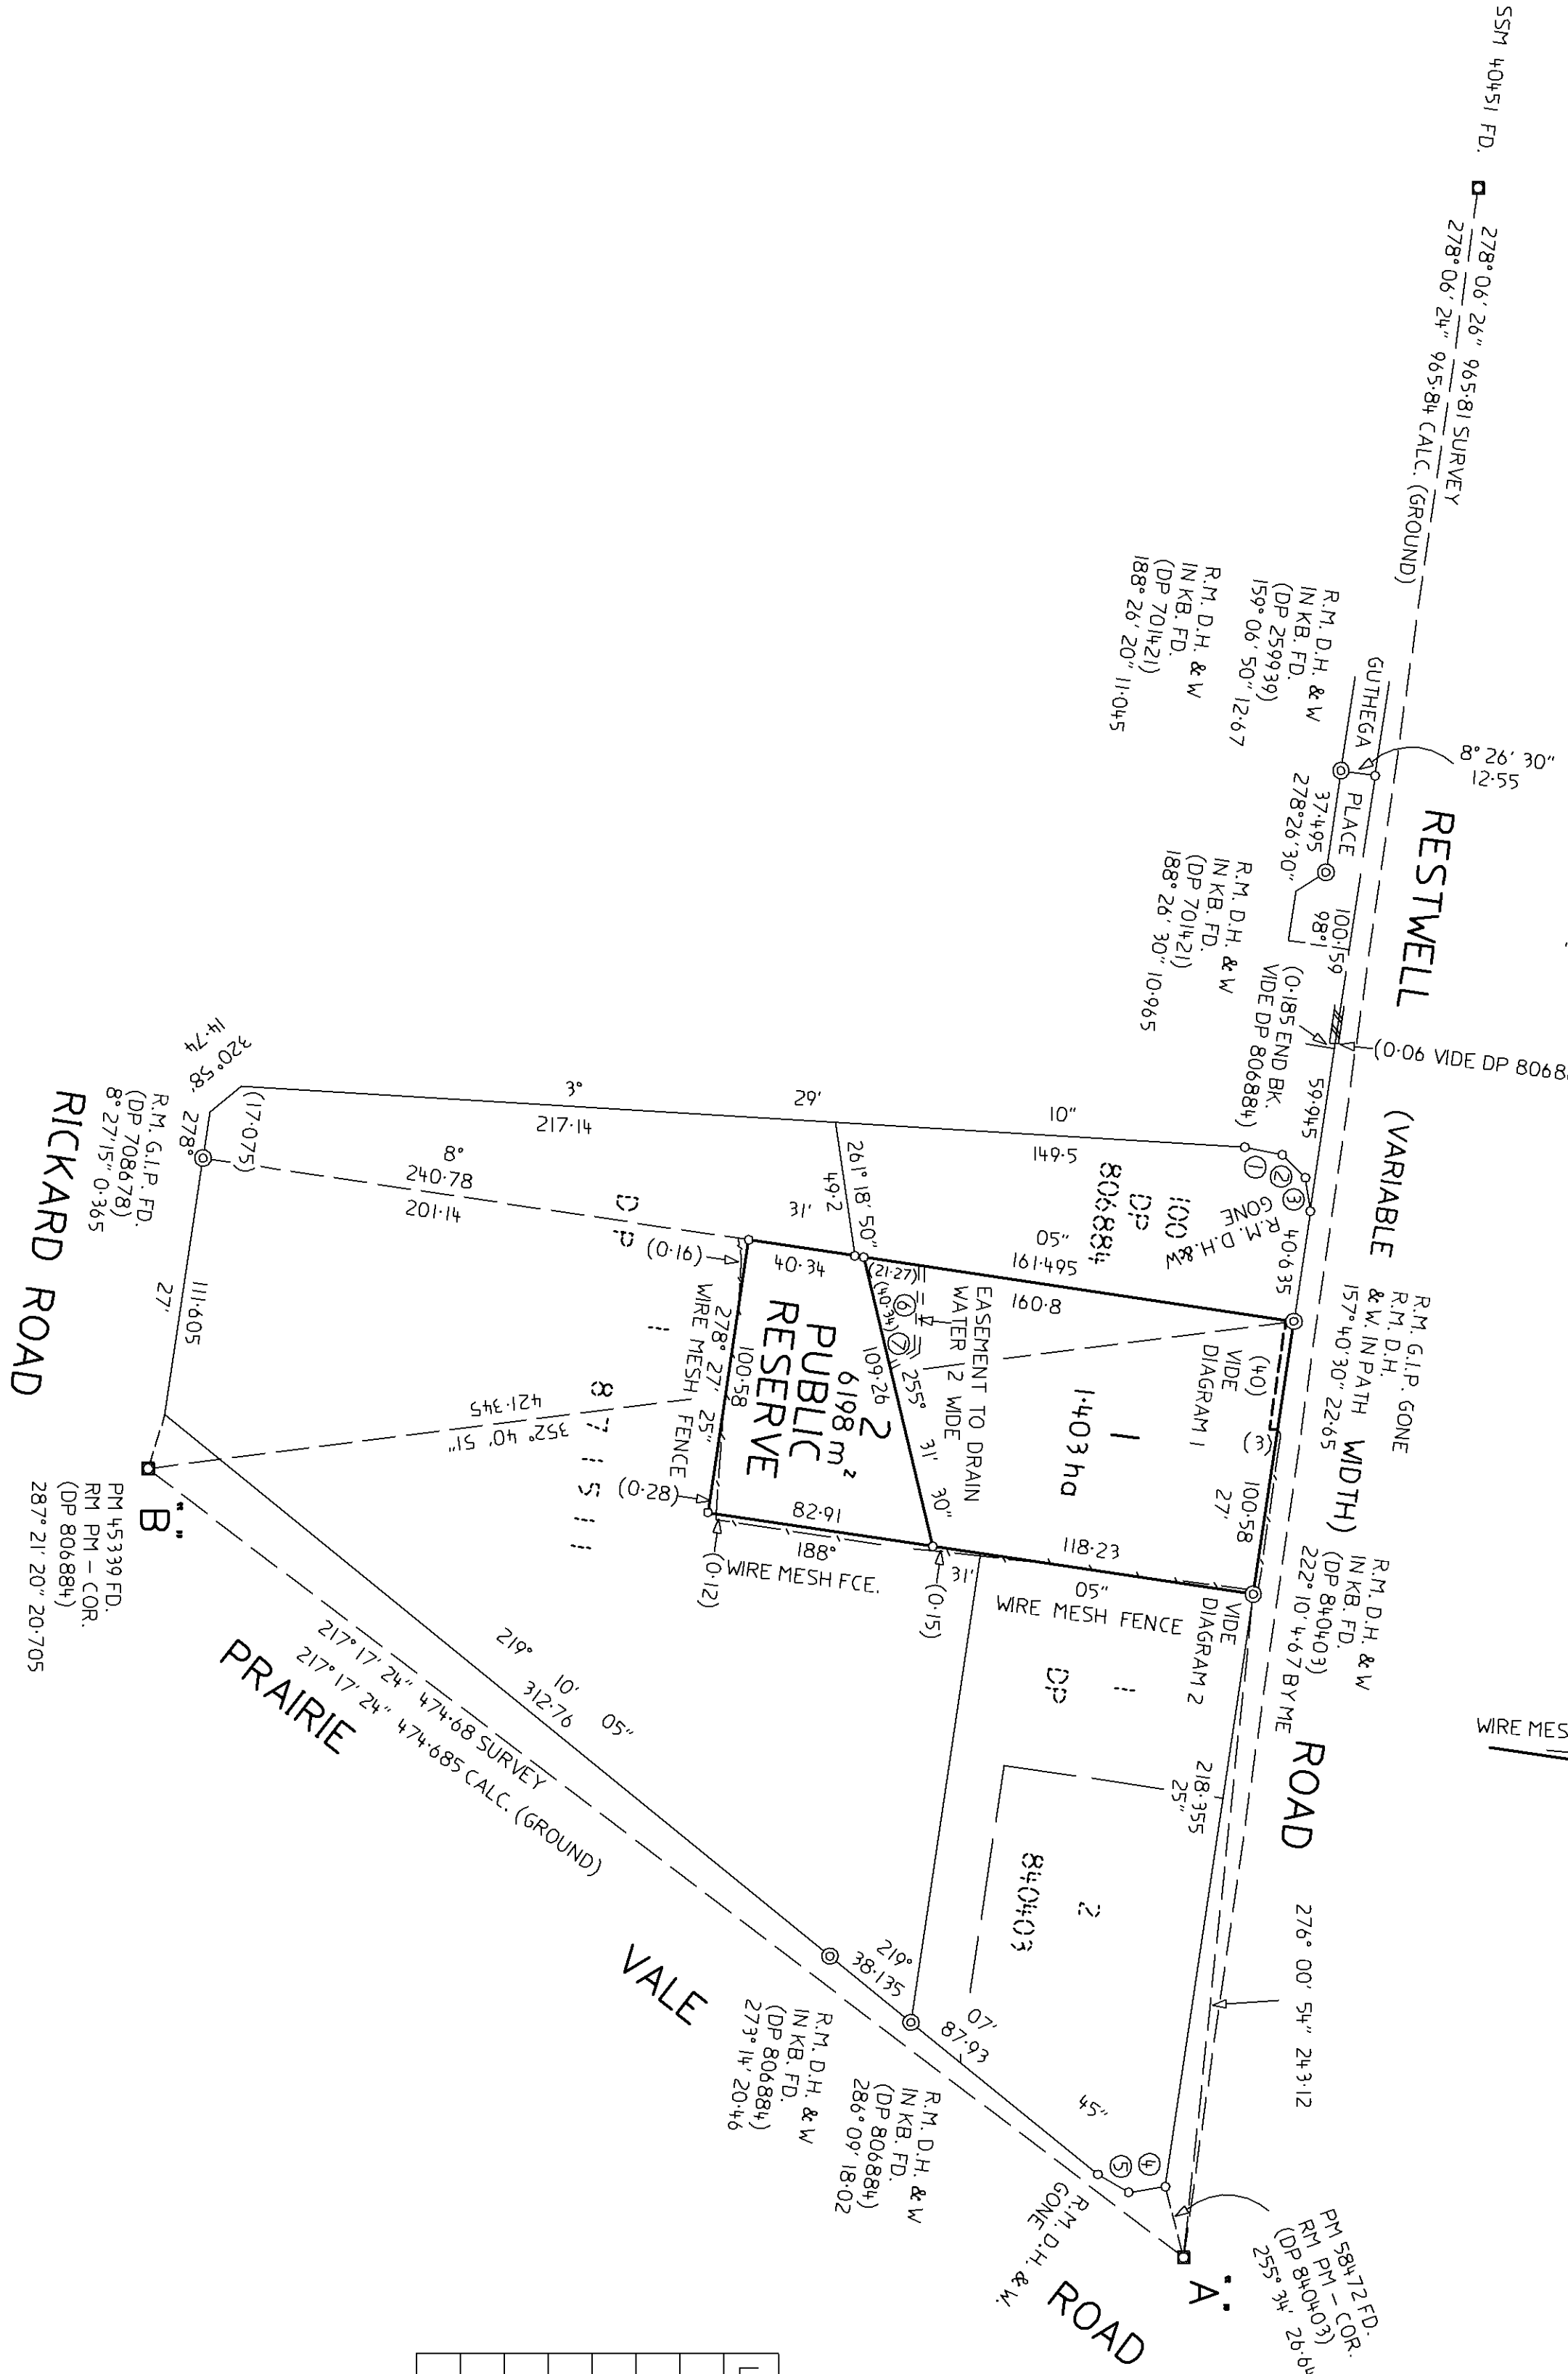 SSM 40451 FD.
278° 06' 26" 965·81 SURVEY
278° 06' 24" 965·84 CALC. (GROUND)
8° 26' 30"
12·55
GUTHEGA
PLACE
37·495
278° 26' 30"
R.M. D.H. & W
IN KB. FD.
(DP 259939)
159° 06' 50" 12·67
R.M. D.H. & W
IN KB. FD.
(DP 701421)
188° 26' 20" 11·045
R.M. D.H. & W
IN KB. FD.
(DP 701421)
188° 26' 30" 10·965
RESTWELL
(VARIABLE
WIDTH)
ROAD
100·159
98°
(0·185 END BK.
VIDE DP 806884)
59·945
40·635
1
2
3
R.M. D.H. & W
GONE
R.M. G.I.P. GONE
R.M. D.H.
& W. IN PATH
157° 40' 30" 22·65
R.M. D.H. & W
IN KB. FD.
(DP 840403)
222° 10' 4·67 BY ME
276° 00' 54" 243·12
WIRE MES
3°
29'
10"
217·14
149·5
100
DP
806884
261° 18' 50"
49·2
8°
31'
05"
240·78
201·14
161·495
160·8
40·34
(0·16)
(21·27)
(40·34)
6
7
EASEMENT TO DRAIN
WATER 12 WIDE
(40)
VIDE
DIAGRAM 1
(3)
100·58
27'
1
1·403 ha
255°
31'
30"
109·26
2
6198 m²
PUBLIC
RESERVE
100·58
278° 27' 25"
WIRE MESH
FENCE
(0·28)
(0·12)
82·91
188°
31'
05"
118·23
WIRE MESH FCE.
(0·15)
WIRE MESH FENCE
VIDE
DIAGRAM 2
1
DP
2
840403
218·355
25"
320° 58'
14·74
(17·075)
278°
R.M. G.I.P. FD.
(DP 708678)
8° 27' 15" 0·365
RICKARD ROAD
111·605
27'
421·345
352° 40' 51"
"B"
PM 45339 FD.
RM PM - COR.
(DP 806884)
287° 21' 20" 20·705
219°
10'
05"
312·76
217° 17' 24" 474·68 SURVEY
217° 17' 24" 474·685 CALC. (GROUND)
PRAIRIE
VALE
ROAD
219°
07'
45"
38·135
87·93
4
5
R.M. D.H. & W
IN KB. FD.
(DP 806884)
273° 14' 20·46
R.M. D.H. & W
IN KB. FD.
(DP 806884)
286° 09' 18·02
R.M. D.H. & W.
GONE
"A"
PM 58472 FD.
RM PM - COR.
(DP 840403)